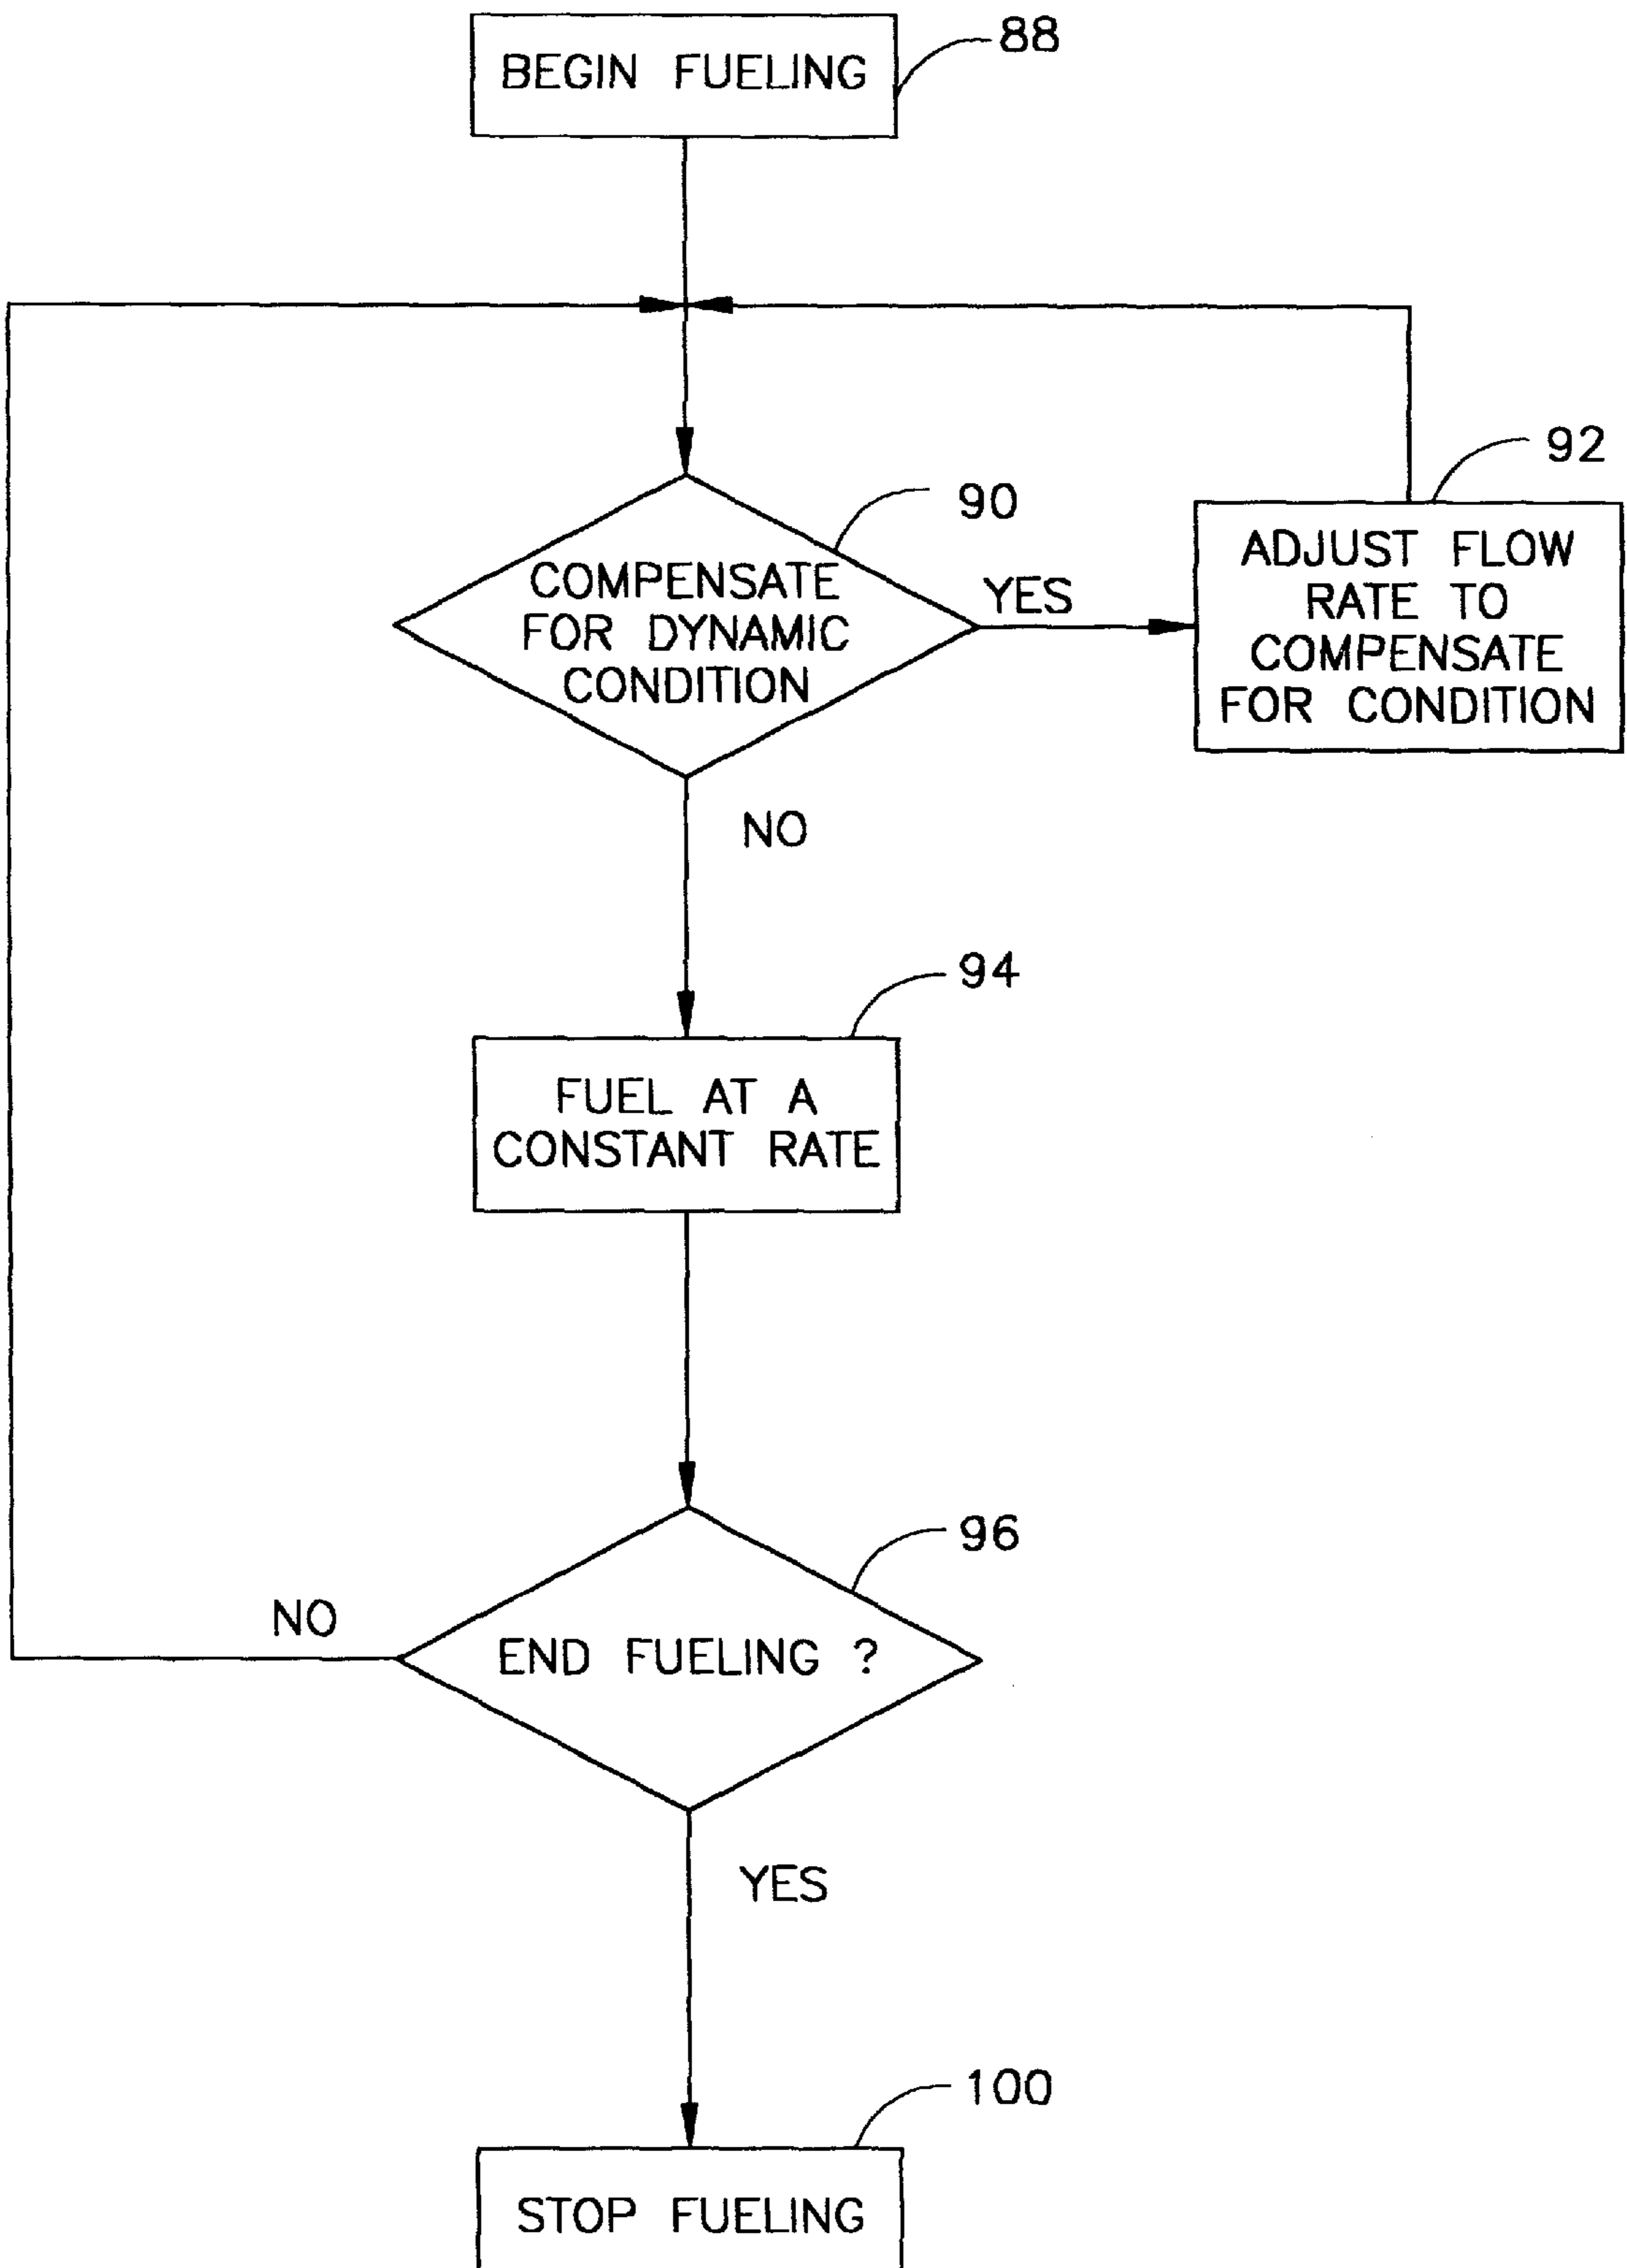 BEGIN FUELING
88
COMPENSATE
FOR DYNAMIC
CONDITION
90
YES
92
ADJUST FLOW
RATE TO
COMPENSATE
FOR CONDITION
NO
94
FUEL AT A
CONSTANT RATE
96
NO
END FUELING ?
YES
100
STOP FUELING